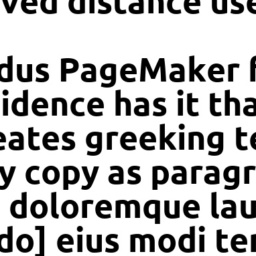 ved distance use
dus PageMaker f
idence has it tha
eates greeking te
y copy as paragr
doloremque lau
do] eius modi ten